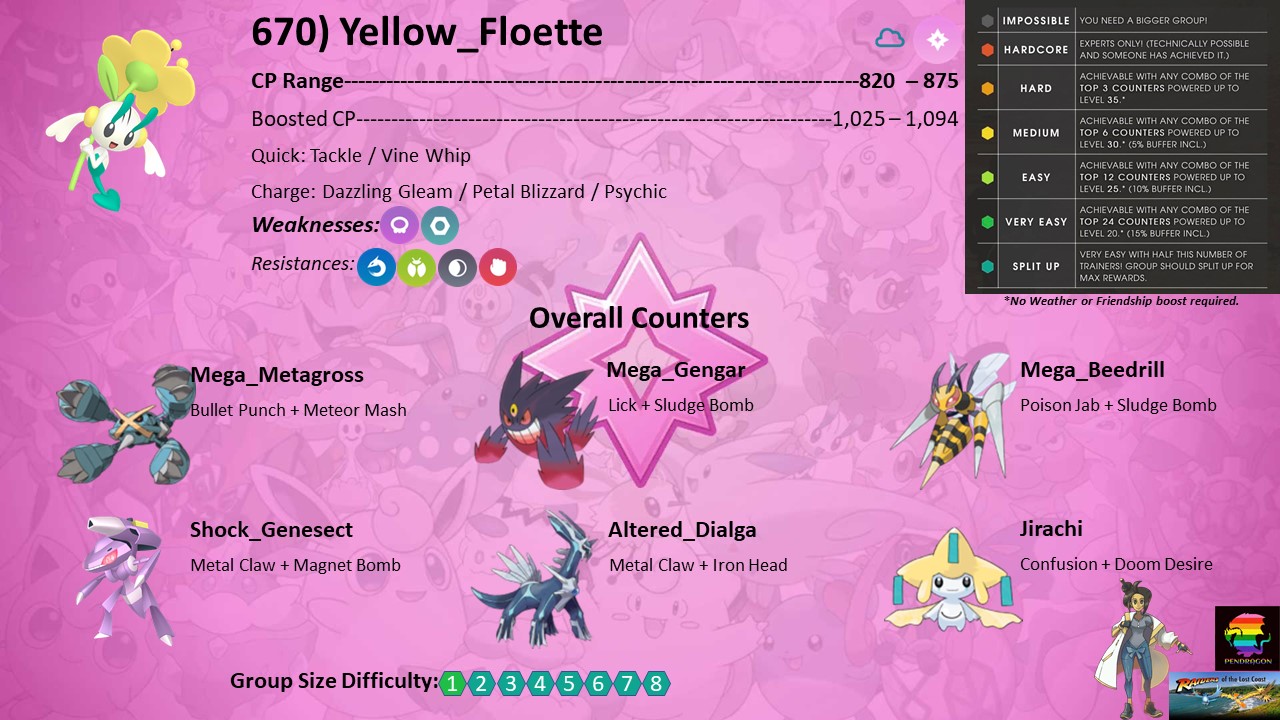 670) Yellow_Floette
CP Range--------------------------------------------------------------------------820 – 875
Boosted CP--------------------------------------------------------------------1,025 – 1,094
Quick: Tackle / Vine Whip
Charge: Dazzling Gleam / Petal Blizzard / Psychic
Weaknesses:
Resistances:
IMPOSSIBLE YOU NEED A BIGGER GROUP!
HARDCORE EXPERTS ONLY! (TECHNICALLY POSSIBLE
AND SOMEONE HAS ACHIEVED IT.)
HARD ACHIEVABLE WITH ANY COMBO OF THE
TOP 3 COUNTERS POWERED UP TO
LEVEL 35.*
MEDIUM ACHIEVABLE WITH ANY COMBO OF THE
TOP 6 COUNTERS POWERED UP TO
LEVEL 30.* (5% BUFFER INCL.)
EASY ACHIEVABLE WITH ANY COMBO OF THE
TOP 12 COUNTERS POWERED UP TO
LEVEL 25.* (10% BUFFER INCL.)
VERY EASY ACHIEVABLE WITH ANY COMBO OF THE
TOP 24 COUNTERS POWERED UP TO
LEVEL 20.* (15% BUFFER INCL.)
SPLIT UP VERY EASY WITH HALF THIS NUMBER OF
TRAINERS! GROUP SHOULD SPLIT UP FOR
MAX REWARDS.
*No Weather or Friendship boost required.
Overall Counters
Mega_Metagross
Bullet Punch + Meteor Mash
Mega_Gengar
Lick + Sludge Bomb
Mega_Beedrill
Poison Jab + Sludge Bomb
Shock_Genesect
Metal Claw + Magnet Bomb
Altered_Dialga
Metal Claw + Iron Head
Jirachi
Confusion + Doom Desire
Group Size Difficulty: 1 2 3 4 5 6 7 8
PENDRAGON
RAIDERS of the Lost Coast